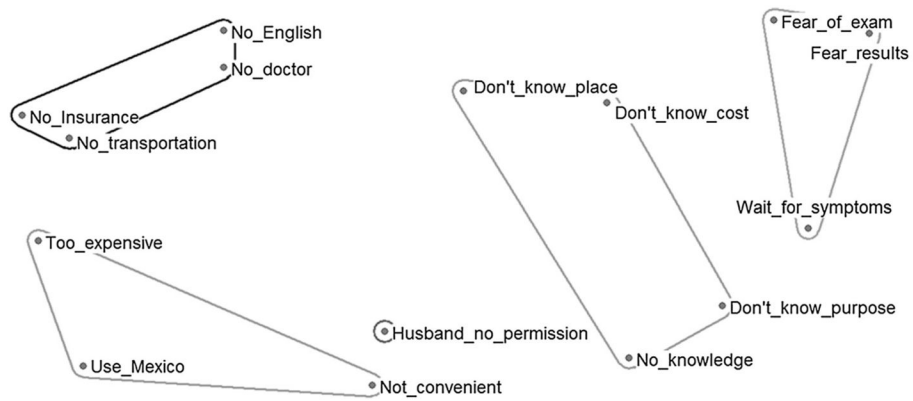 No_English
No_doctor
No_Insurance
No_transportation
Don't_know_place
Don't_know_cost
Fear_of_exam
Fear_results
Wait_for_symptoms
Too_expensive
Use_Mexico
Husband_no_permission
Not_convenient
Don't_know_purpose
No_knowledge